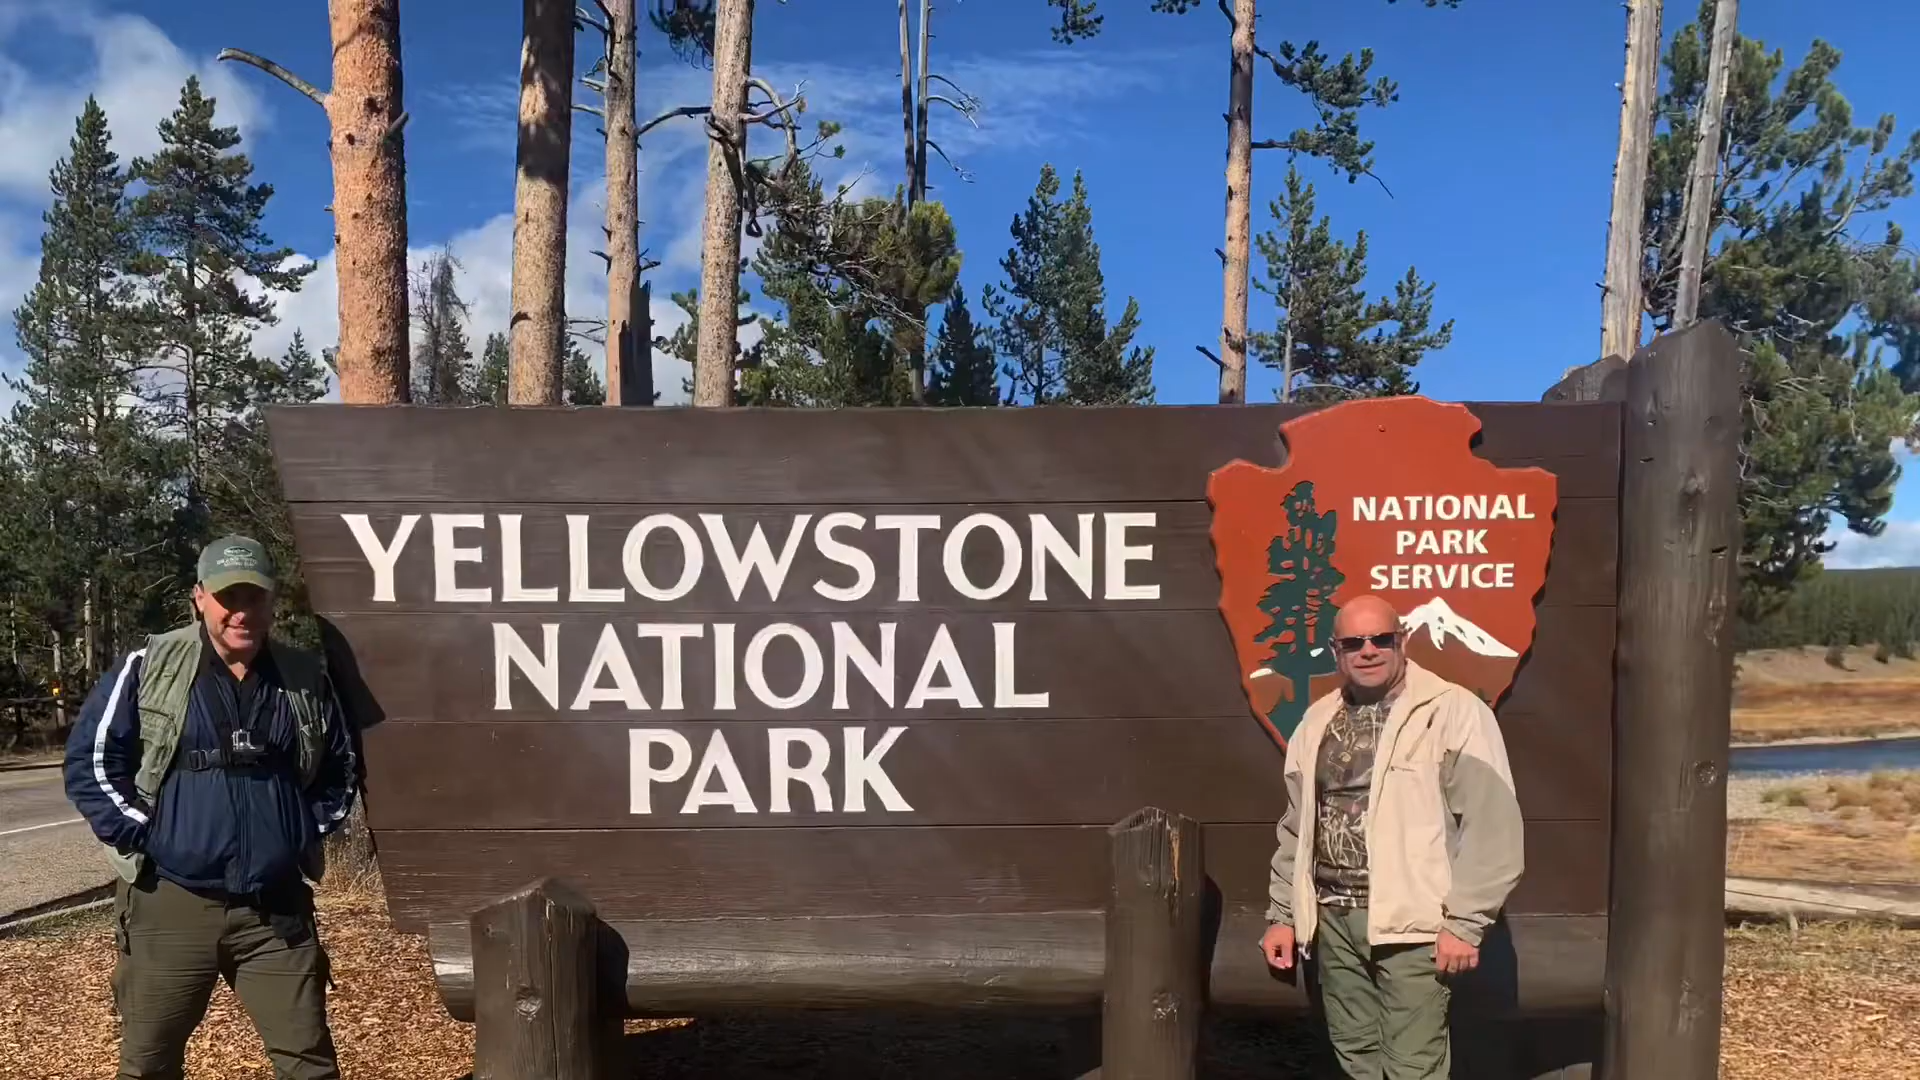 YELLOWSTONE
NATIONAL
PARK
NATIONAL
PARK
SERVICE